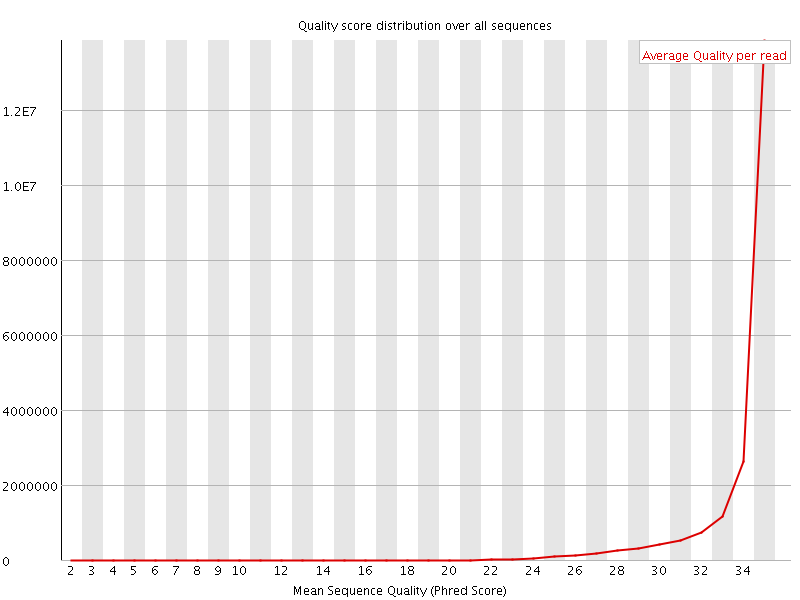 Quality score distribution over all sequences
Average Quality per read
1.2E7
1.0E7
8000000
6000000
4000000
2000000
0
2 3 4 5 6 7 8 9 10 12 14 16 18 20 22 24 26 28 30 32 34
Mean Sequence Quality (Phred Score)